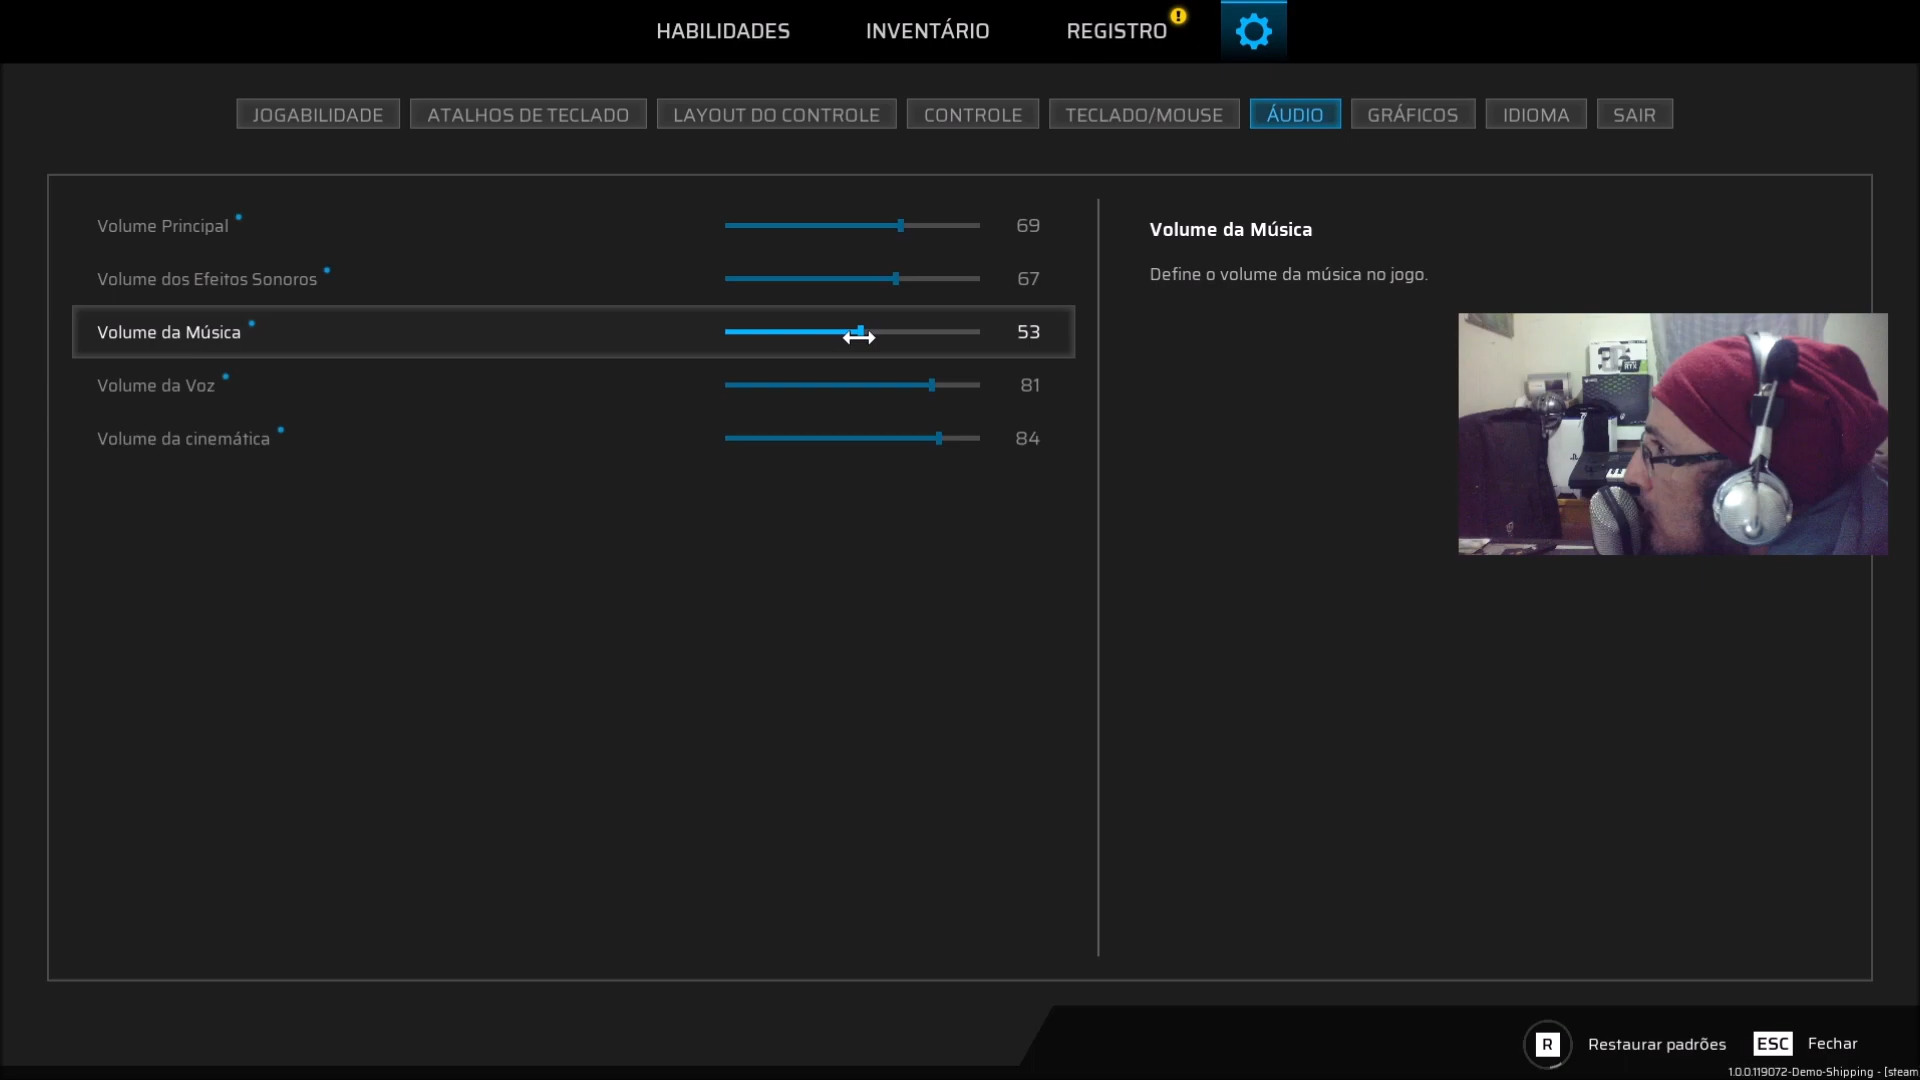 HABILIDADES
INVENTÁRIO
REGISTRO
JOGABILIDADE
ATALHOS DE TECLADO
LAYOUT DO CONTROLE
CONTROLE
TECLADO/MOUSE
ÁUDIO
GRÁFICOS
IDIOMA
SAIR
Volume Principal
69
Volume dos Efeitos Sonoros
67
Volume da Música
53
Volume da Voz
81
Volume da cinemática
84
Volume da Música
Define o volume da música no jogo.
R
Restaurar padrões
ESC
Fechar
1.0.0.119072-Demo-Shipping - [steam